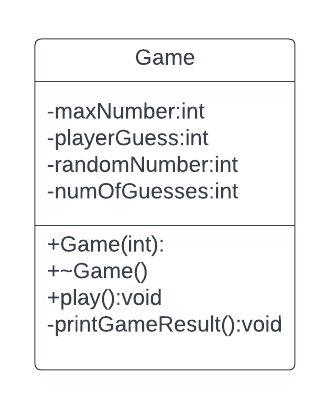 Game
-maxNumber:int
-playerGuess:int
-randomNumber:int
-numOfGuesses:int
+Game(int):
+~Game()
+play():void
-printGameResult():void